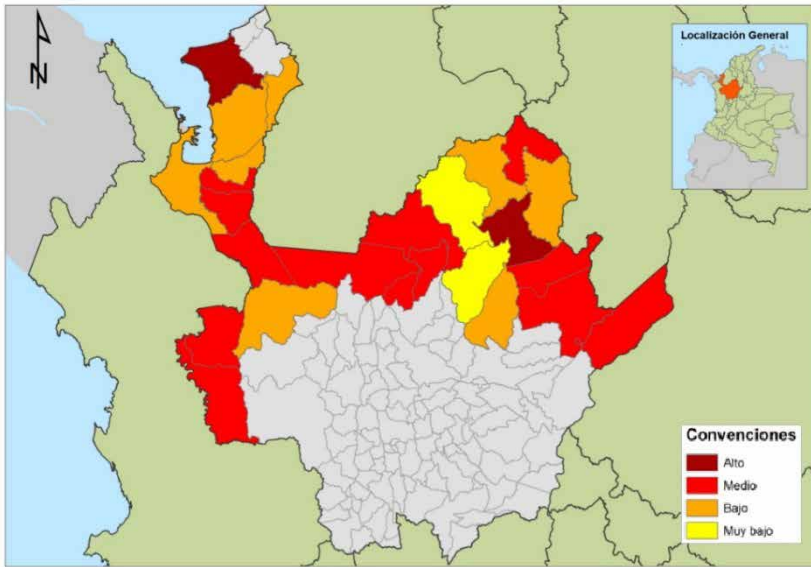 N
Localización General
Convenciones
Alto
Medio
Bajo
Muy bajo